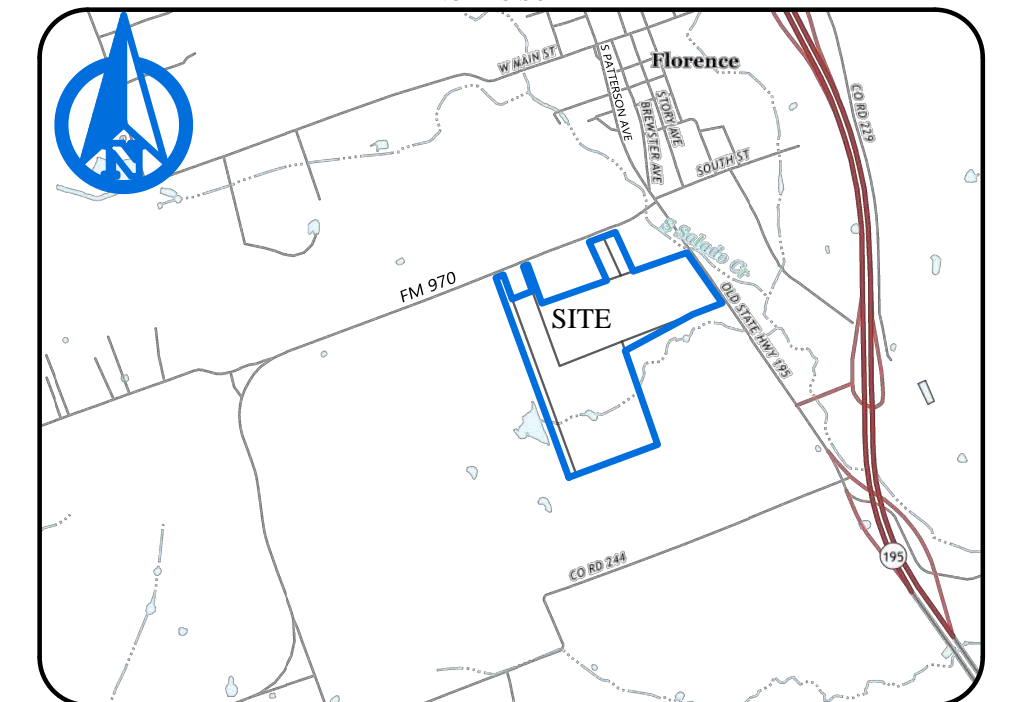 W MAIN ST
S PATTERSON AVE
Florence
STORY AVE
BREWSTER AVE
CO RD 229
SOUTH ST
N
S Salado Cr
FM 970
SITE
OLD STATE HWY 195
195
CO RD 244